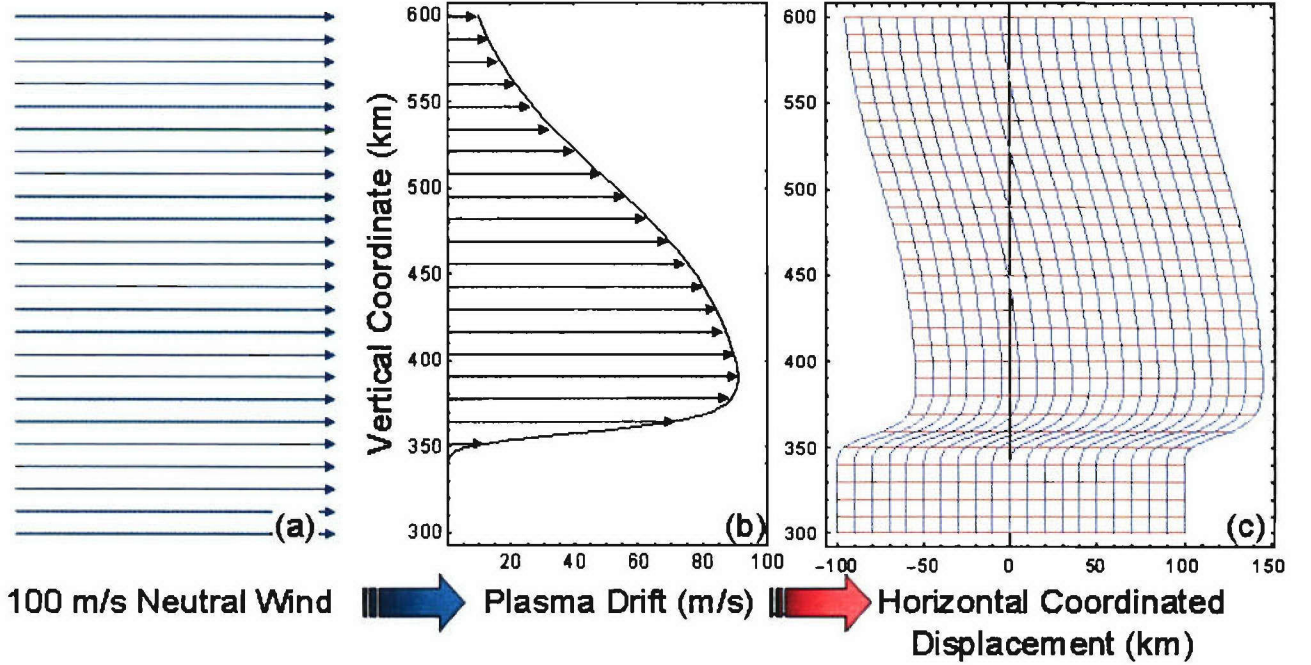 (a)
Vertical Coordinate (km)
600
550
500
450
400
350
300
20 40 60 80 100
(b)
600
550
500
450
400
350
300
-100 -50 0 50 100 150
(c)
100 m/s Neutral Wind
Plasma Drift (m/s)
Horizontal Coordinated
Displacement (km)